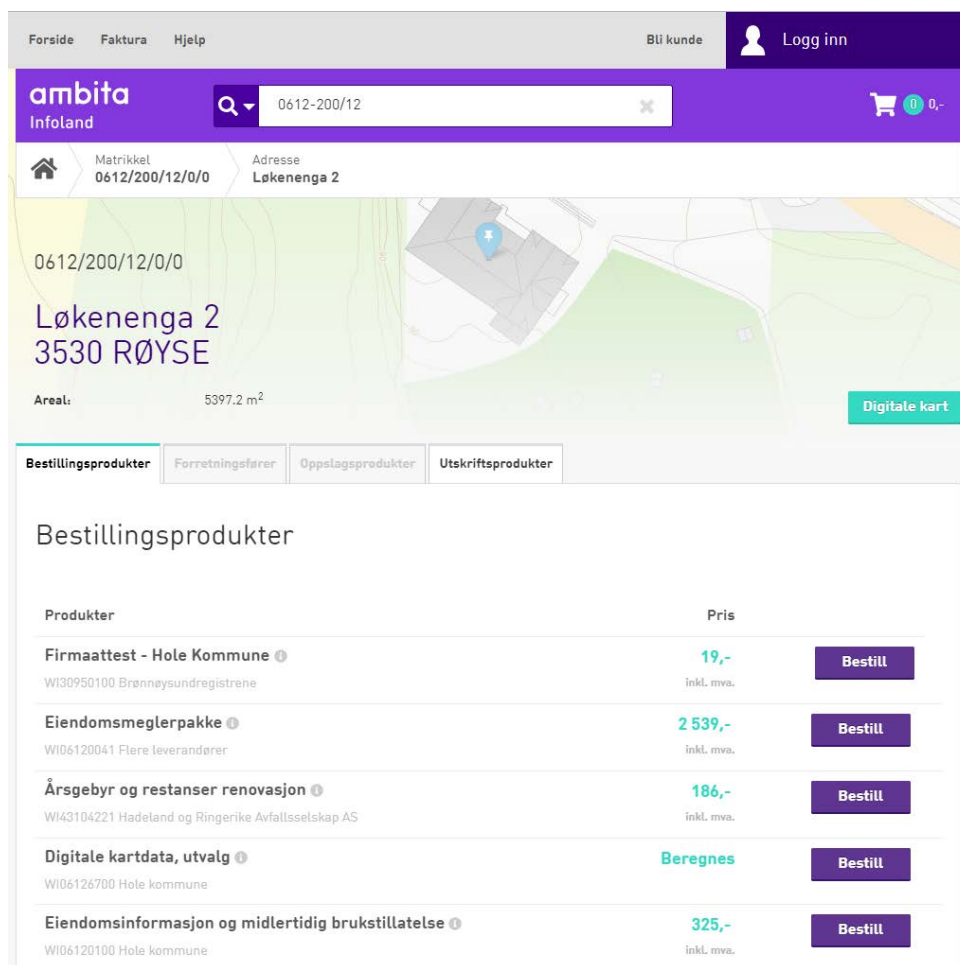 Forside Faktura Hjelp Bli kunde Logg inn
ambita
Infoland
0612-200/12
0 0,-
Matrikkel Adresse
0612/200/12/0/0 Løkenenga 2
0612/200/12/0/0
Løkenenga 2
3530 RØYSE
Areal: 5397.2 m²
Digitale kart
Bestillingsprodukter Forretningsfører Oppslagsprodukter Utskriftsprodukter
Bestillingsprodukter
Produkter Pris
Firmaattest - Hole Kommune 19,- Bestill
WI30950100 Brønnøysundregistrene inkl. mva.
Eiendomsmeglerpakke 2 539,- Bestill
WI06120041 Flere leverandører inkl. mva.
Årsgebyr og restanser renovasjon 186,- Bestill
WI43104221 Hadeland og Ringerike Avfallsselskap AS inkl. mva.
Digitale kartdata, utvalg Beregnes Bestill
WI06126700 Hole kommune
Eiendomsinformasjon og midlertidig brukstillatelse 325,- Bestill
WI06120100 Hole kommune inkl. mva.